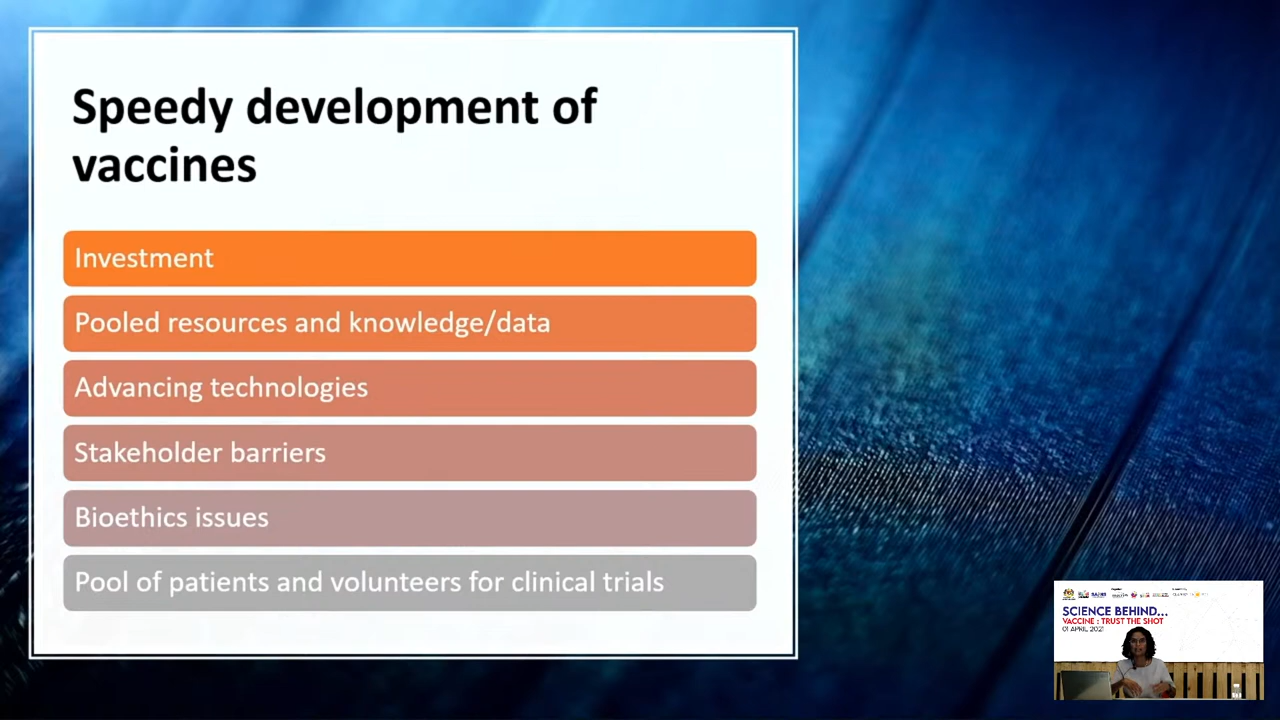 Speedy development of
vaccines
Investment
Pooled resources and knowledge/data
Advancing technologies
Stakeholder barriers
Bioethics issues
Pool of patients and volunteers for clinical trials
SCIENCE BEHIND...
VACCINE : TRUST THE SHOT
01 APRIL 2021